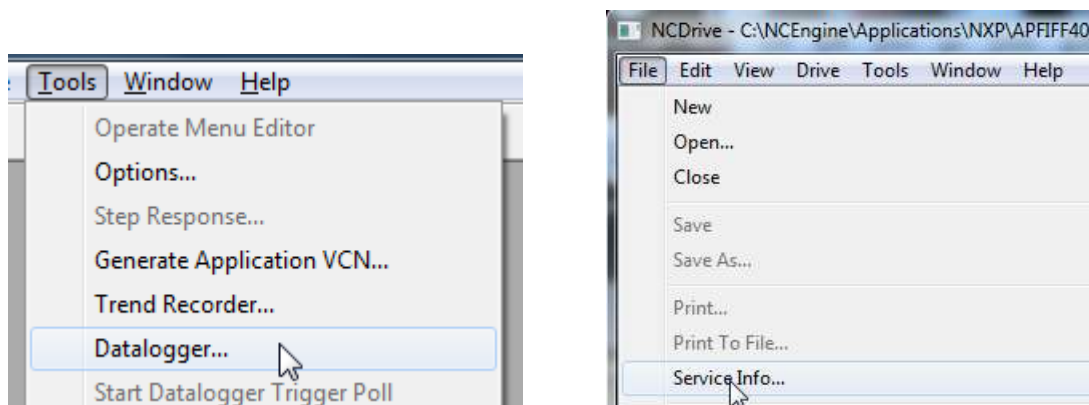 Tools Window Help
Operate Menu Editor
Options...
Step Response...
Generate Application VCN...
Trend Recorder...
Datalogger...
Start Datalogger Trigger Poll
NCDrive - C:\NCEngine\Applications\NXP\APFIFF40
File Edit View Drive Tools Window Help
New
Open...
Close
Save
Save As...
Print...
Print To File...
Service Info...